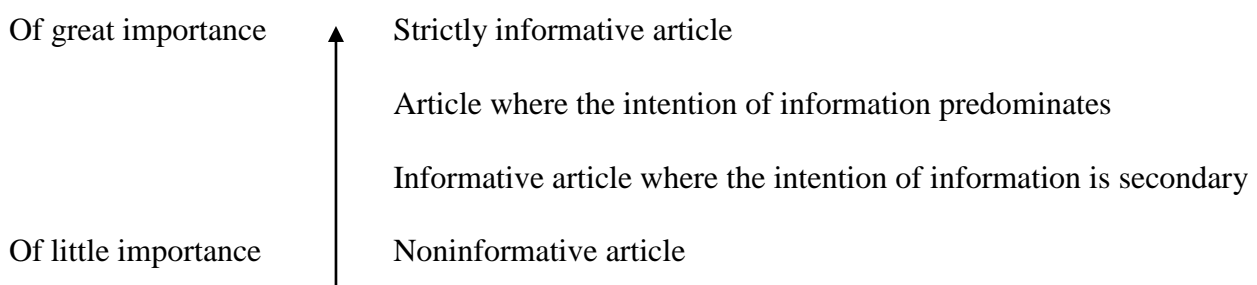 Of great importance Strictly informative article
Article where the intention of information predominates
Informative article where the intention of information is secondary
Of little importance Noninformative article